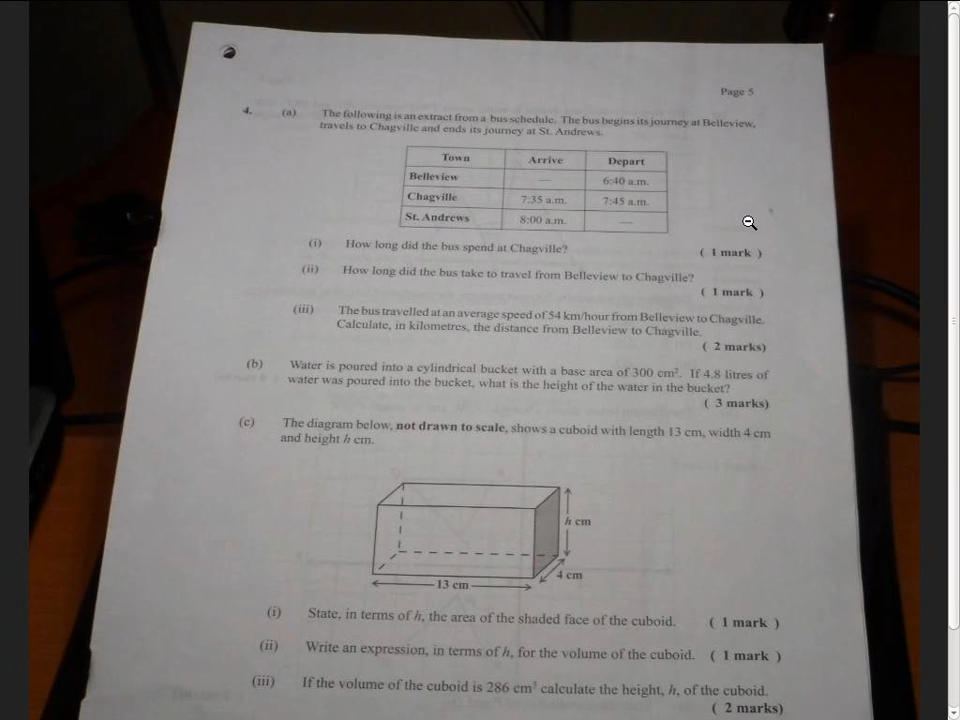 Page 5
4. (a) The following is an extract from a bus schedule. The bus begins its journey at Belleview,
travels to Chagville and ends its journey at St. Andrews.
Town Arrive Depart
Belleview — 6:40 a.m.
Chagville 7:35 a.m. 7:45 a.m.
St. Andrews 8:00 a.m. —
(i) How long did the bus spend at Chagville? ( 1 mark )
(ii) How long did the bus take to travel from Belleview to Chagville?
( 1 mark )
(iii) The bus travelled at an average speed of 54 km/hour from Belleview to Chagville.
Calculate, in kilometres, the distance from Belleview to Chagville.
( 2 marks)
(b) Water is poured into a cylindrical bucket with a base area of 300 cm². If 4.8 litres of
water was poured into the bucket, what is the height of the water in the bucket?
( 3 marks)
(c) The diagram below, not drawn to scale, shows a cuboid with length 13 cm, width 4 cm
and height h cm.
h cm
4 cm
13 cm
(i) State, in terms of h, the area of the shaded face of the cuboid. ( 1 mark )
(ii) Write an expression, in terms of h, for the volume of the cuboid. ( 1 mark )
(iii) If the volume of the cuboid is 286 cm³ calculate the height, h, of the cuboid.
( 2 marks)